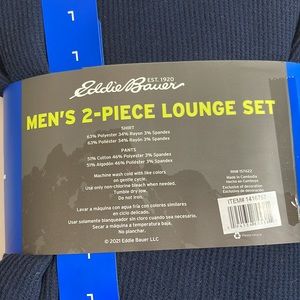 L
L
Eddie Bauer
EST. 1920
MEN'S 2-PIECE LOUNGE SET
SHIRT
63% Polyester 34% Rayon 3% Spandex
63% Poliéster 34% Rayón 3% Spandex
PANTS
51% Cotton 46% Polyester 3% Spandex
51% Algodón 46% Poliéster 3% Spandex
Machine wash cold with like colors
on gentle cycle.
Use only non-chlorine bleach when needed.
Tumble dry low.
Do not iron.
Lavar a máquina con agua fría con colores similares
en ciclo delicado.
Usar solamente blanqueador sin cloro cuando sea necesario.
Secar a máquina a temperatura baja.
No planchar.
© 2021 Eddie Bauer LLC
Made in Cambodia
Hecho en Camboya
Exclusive of decoration
Exclusivo de decoración
ITEM#
L